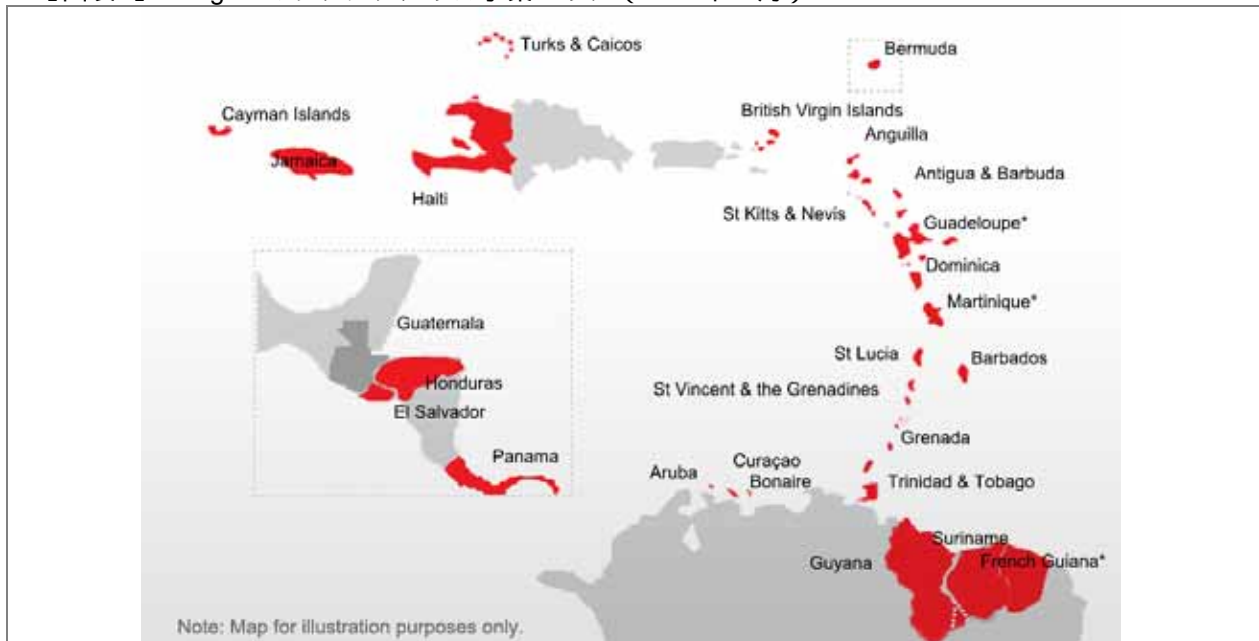 Turks & Caicos
Bermuda
Cayman Islands
British Virgin Islands
Anguilla
Jamaica
Antigua & Barbuda
Haiti
St Kitts & Nevis
Guadeloupe*
Dominica
Martinique*
Guatemala
St Lucia
Barbados
Honduras
St Vincent & the Grenadines
El Salvador
Grenada
Panama
Aruba
Curaçao
Bonaire
Trinidad & Tobago
Suriname
Guyana
French Guiana*
Note: Map for illustration purposes only.